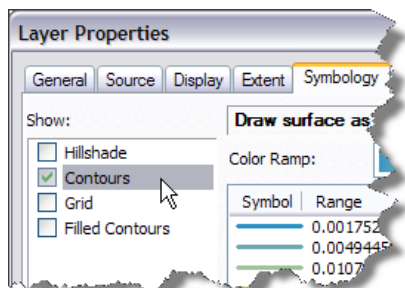 Layer Properties
General Source Display Extent Symbology
Show:
Draw surface as
Hillshade
Color Ramp:
Contours
Grid
Symbol Range
Filled Contours
0.001752
0.0049445
0.0107